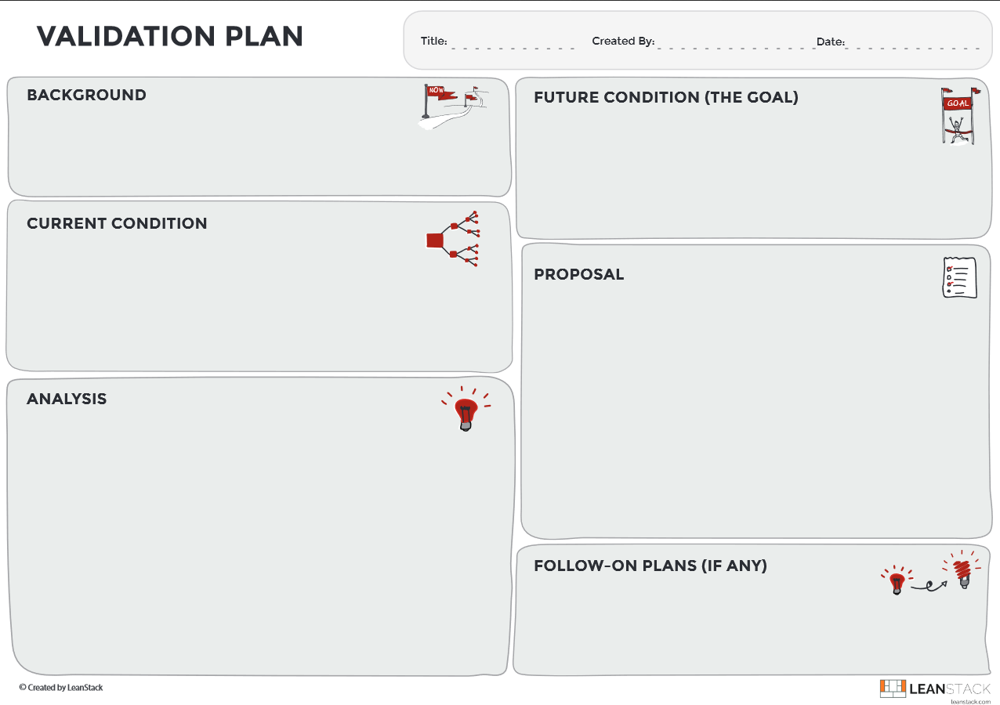 VALIDATION PLAN
Title: Created By: Date:
BACKGROUND
NOW
CURRENT CONDITION
ANALYSIS
FUTURE CONDITION (THE GOAL)
GOAL
PROPOSAL
FOLLOW-ON PLANS (IF ANY)
© Created by LeanStack
LEANSTACK
leanstack.com